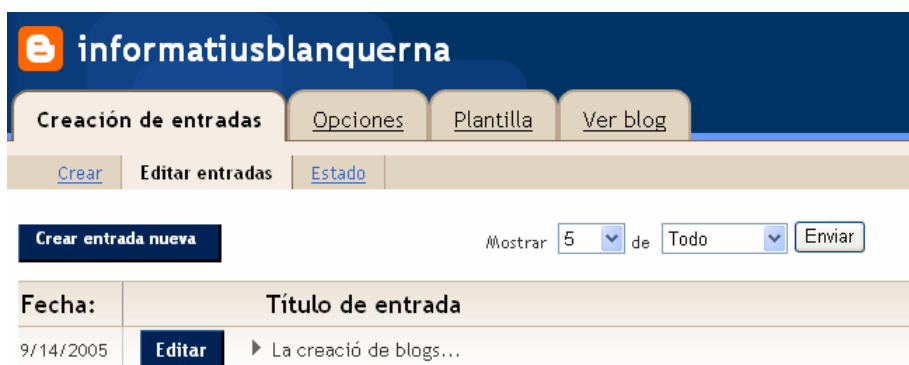 informatiusblanquerna
Creación de entradas Opciones Plantilla Ver blog
Crear Editar entradas Estado
Crear entrada nueva Mostrar 5 de Todo Enviar
Fecha: Título de entrada
9/14/2005 Editar La creació de blogs...